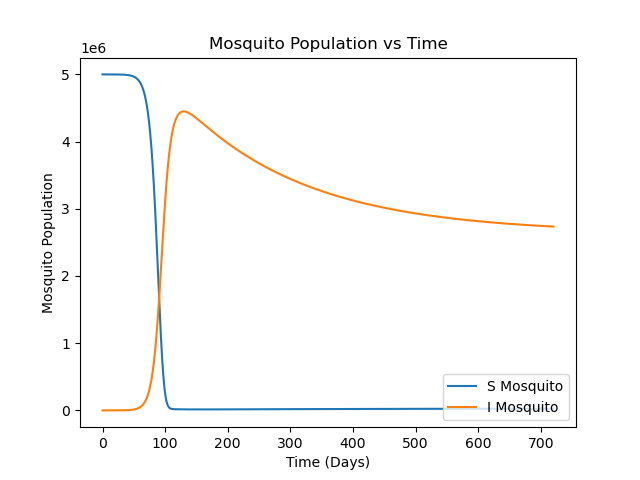 Mosquito Population vs Time
1e6
5
4
3
2
1
0
Mosquito Population
0 100 200 300 400 500 600 700
Time (Days)
S Mosquito
I Mosquito